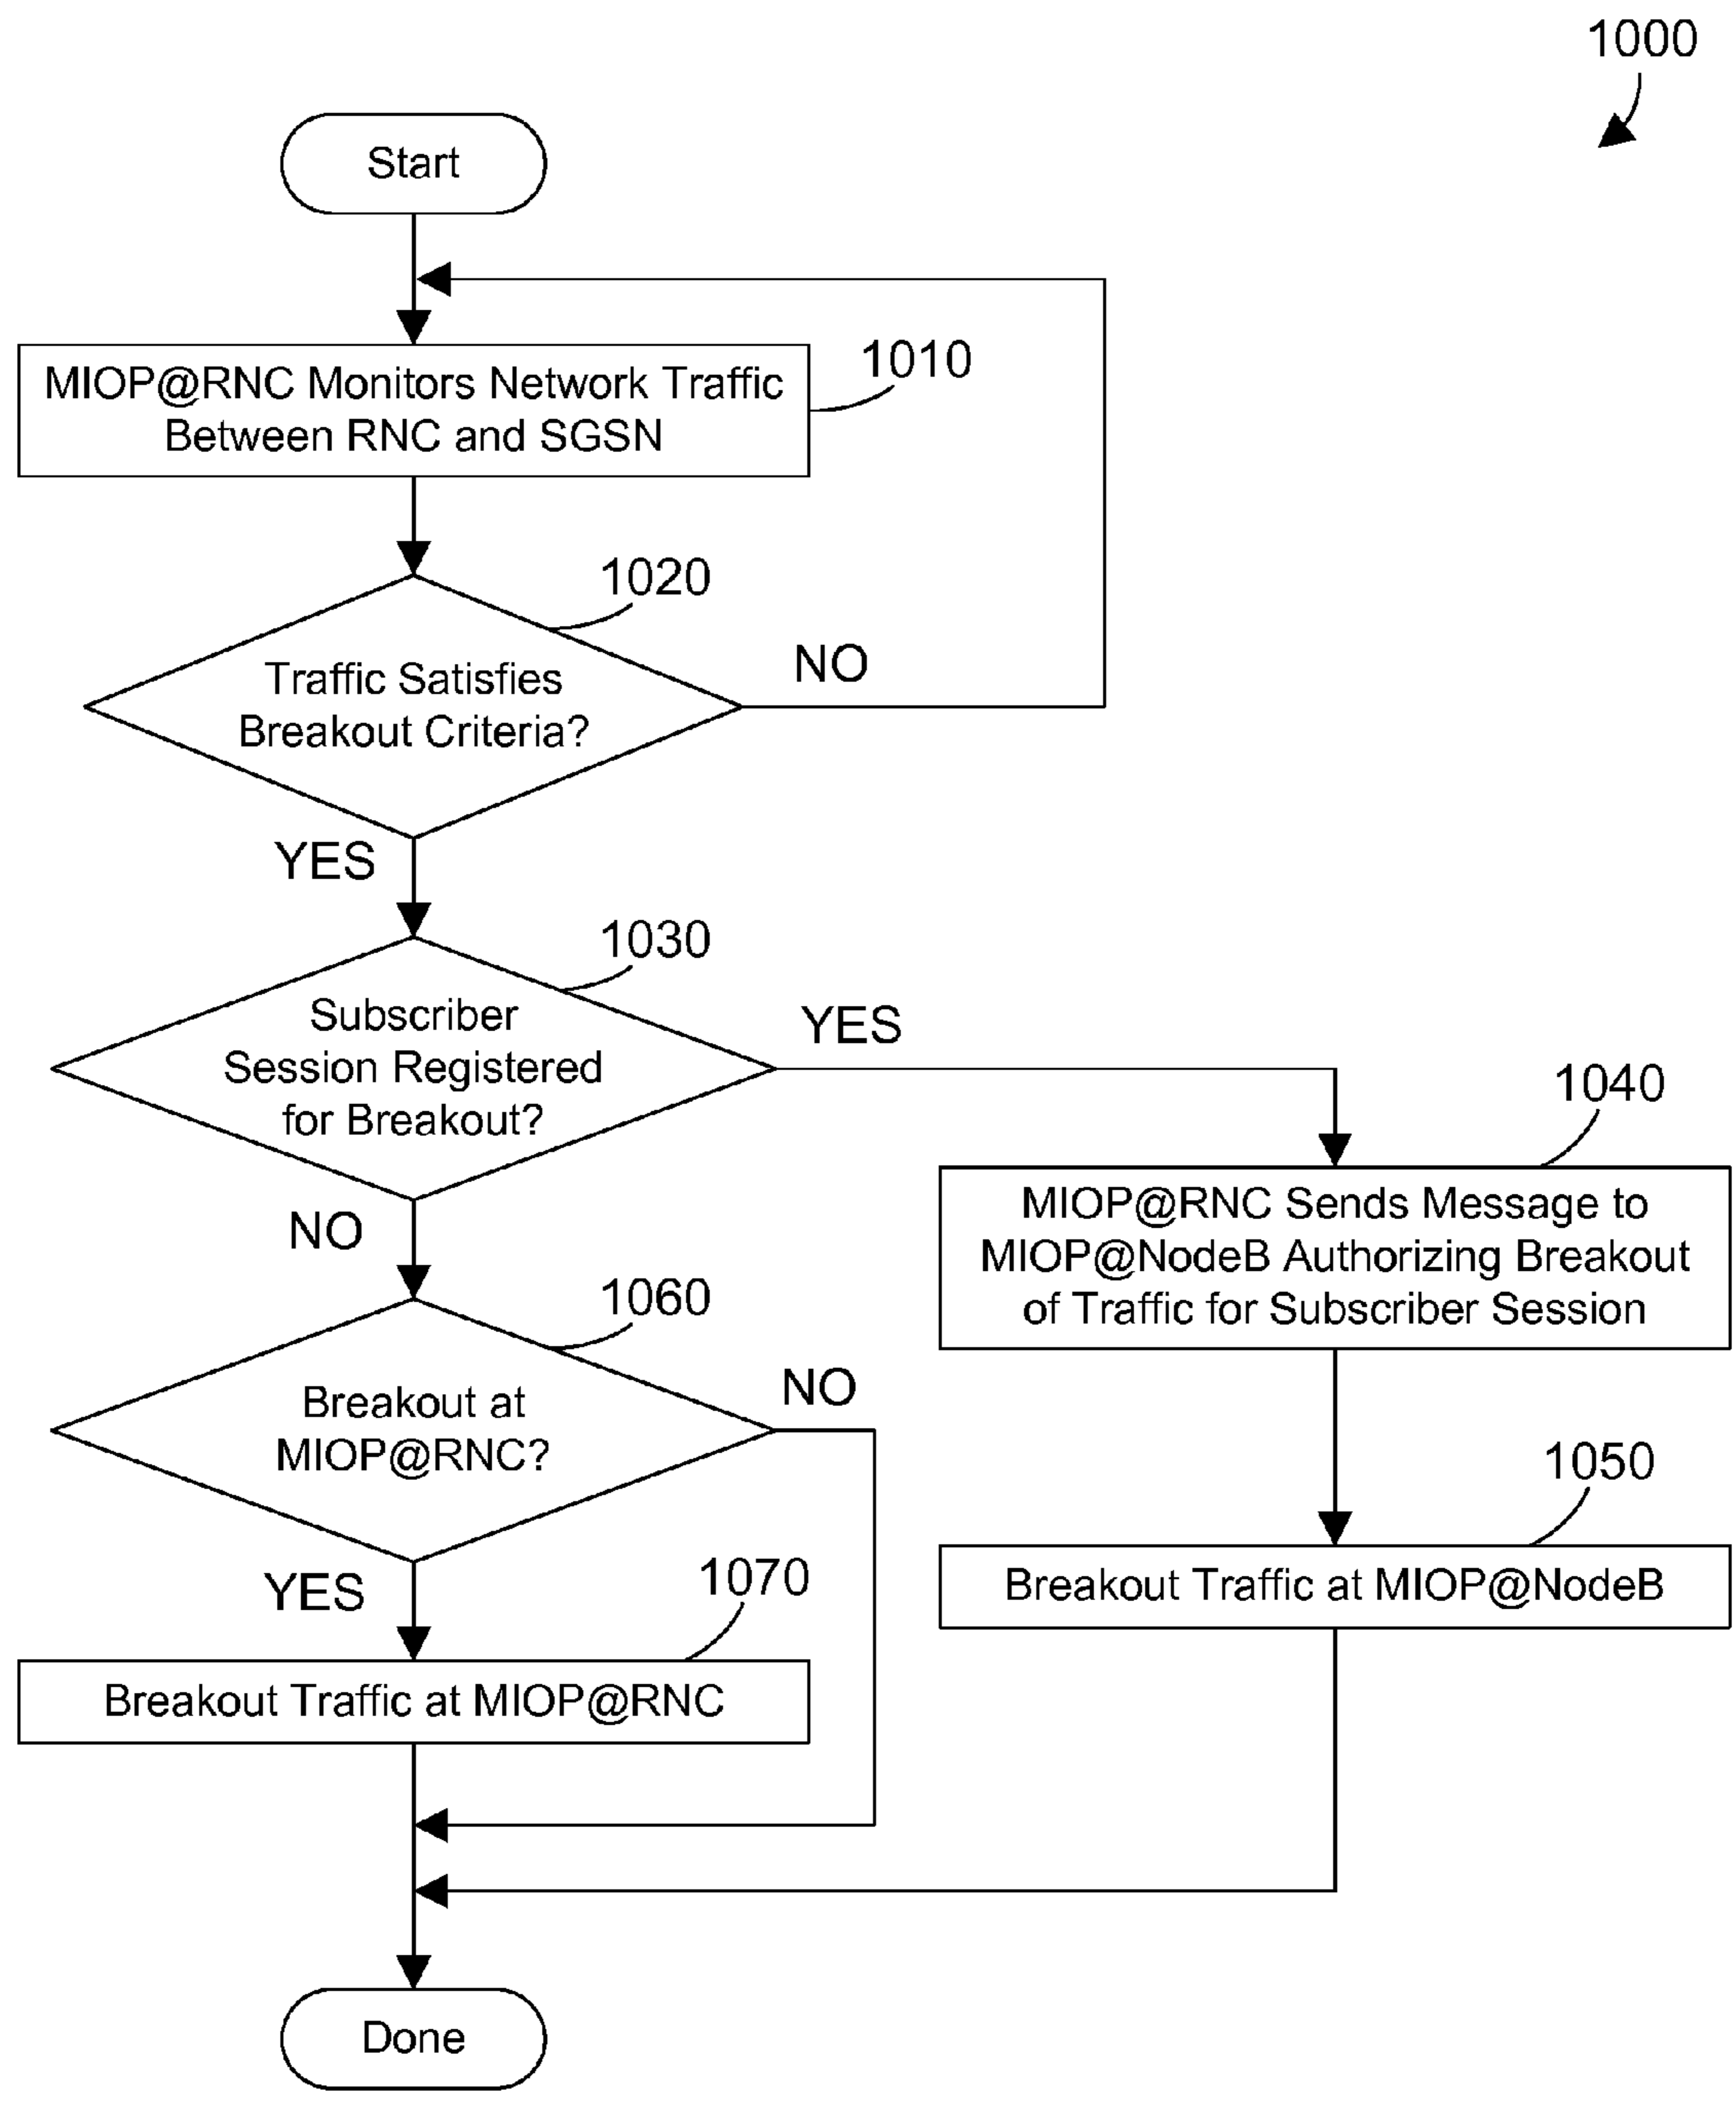 1000
Start
MIOP@RNC Monitors Network Traffic
Between RNC and SGSN
1010
1020
Traffic Satisfies
Breakout Criteria?
NO
YES
1030
Subscriber
Session Registered
for Breakout?
YES
NO
1040
MIOP@RNC Sends Message to
MIOP@NodeB Authorizing Breakout
of Traffic for Subscriber Session
1060
Breakout at
MIOP@RNC?
NO
YES
1050
Breakout Traffic at MIOP@NodeB
1070
Breakout Traffic at MIOP@RNC
Done